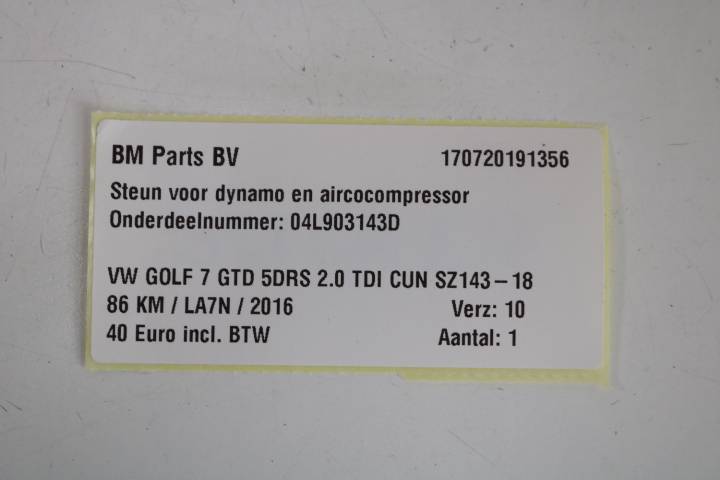 BM Parts BV 170720191356
Steun voor dynamo en aircocompressor
Onderdeelnummer: 04L903143D
VW GOLF 7 GTD 5DRS 2.0 TDI CUN SZ143-18
86 KM / LA7N / 2016 Verz: 10
40 Euro incl. BTW Aantal: 1